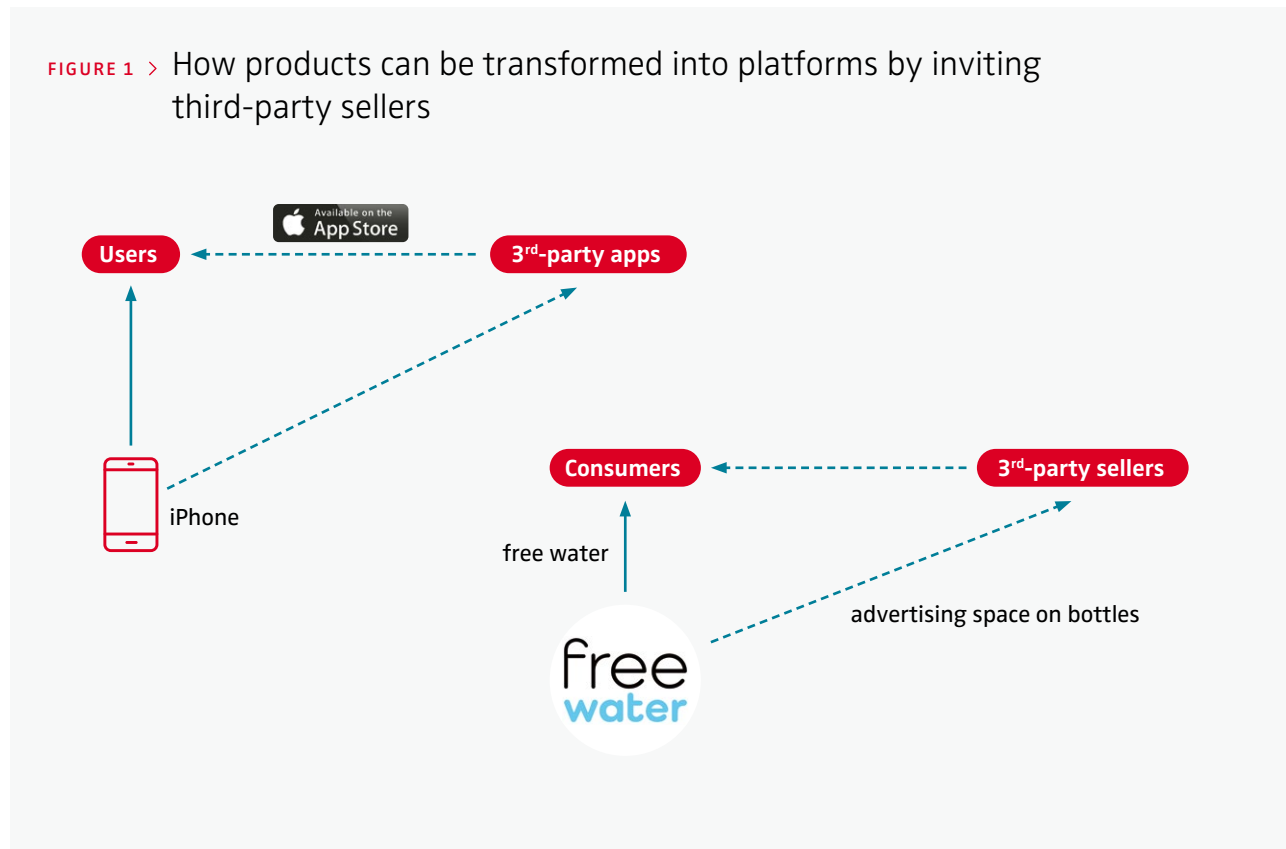 FIGURE 1 > How products can be transformed into platforms by inviting
third-party sellers
Available on the
App Store
Users
3rd-party apps
iPhone
Consumers
3rd-party sellers
free water
advertising space on bottles
free
water